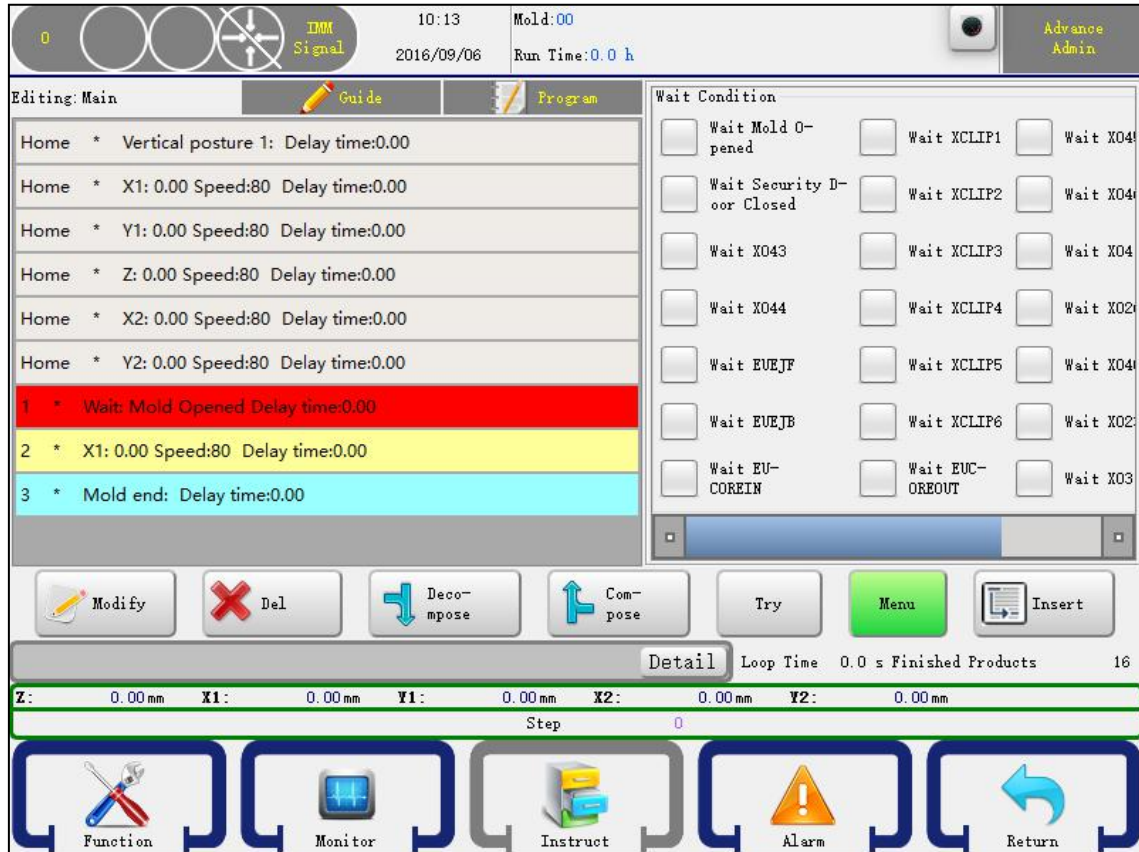 0
IMM
Signal
10:13
2016/09/06
Mold:00
Run Time:0.0 h
Advance
Admin
Editing:Main
Guide
Program
Home * Vertical posture 1: Delay time:0.00
Home * X1: 0.00 Speed:80 Delay time:0.00
Home * Y1: 0.00 Speed:80 Delay time:0.00
Home * Z: 0.00 Speed:80 Delay time:0.00
Home * X2: 0.00 Speed:80 Delay time:0.00
Home * Y2: 0.00 Speed:80 Delay time:0.00
1 * Wait: Mold Opened Delay time:0.00
2 * X1: 0.00 Speed:80 Delay time:0.00
3 * Mold end: Delay time:0.00
Wait Condition
Wait Mold O-
pened
Wait XCLIP1
Wait
Wait Security D-
oor Closed
Wait XCLIP2
Wait
Wait X043
Wait XCLIP3
Wait X04
Wait X044
Wait XCLIP4
Wait
Wait EUEJF
Wait XCLIP5
Wait
Wait EUEJB
Wait XCLIP6
Wait
Wait EU-
COREIN
Wait EUC-
OREOUT
Wait X03
Modify
Del
Deco-
mpose
Com-
pose
Try
Menu
Insert
Detail
Loop Time 0.0 s Finished Products 16
Z: 0.00 mm X1: 0.00 mm Y1: 0.00 mm X2: 0.00 mm Y2: 0.00 mm
Step 0
Function
Monitor
Instruct
Alarm
Return